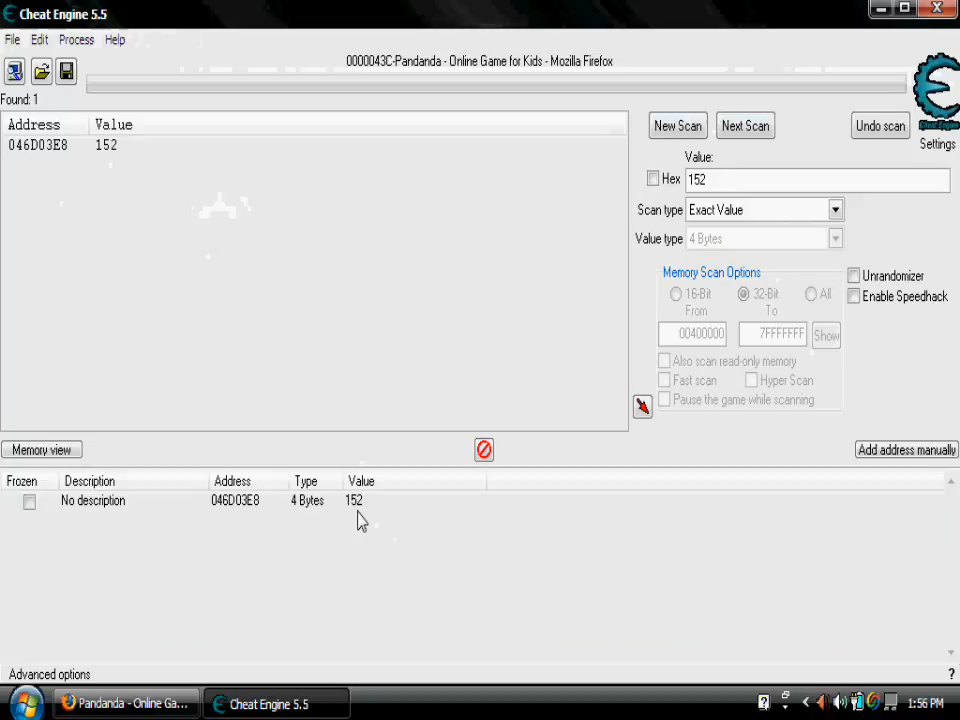 Cheat Engine 5.5
File Edit Process Help
0000043C-Pandanda - Online Game for Kids - Mozilla Firefox
Found: 1
Address Value
046D03E8 152
New Scan Next Scan Undo scan
Cheat Engine
Settings
Value:
Hex 152
Scan type Exact Value
Value type 4 Bytes
Memory Scan Options
16-Bit 32-Bit All
From To
00400000 7FFFFFFF Show
Also scan read-only memory
Fast scan Hyper Scan
Pause the game while scanning
Unrandomizer
Enable Speedhack
Memory view Add address manually
Frozen Description Address Type Value
No description 046D03E8 4 Bytes 152
Advanced options ?
Pandanda - Online Ga... Cheat Engine 5.5 ? 1:56 PM